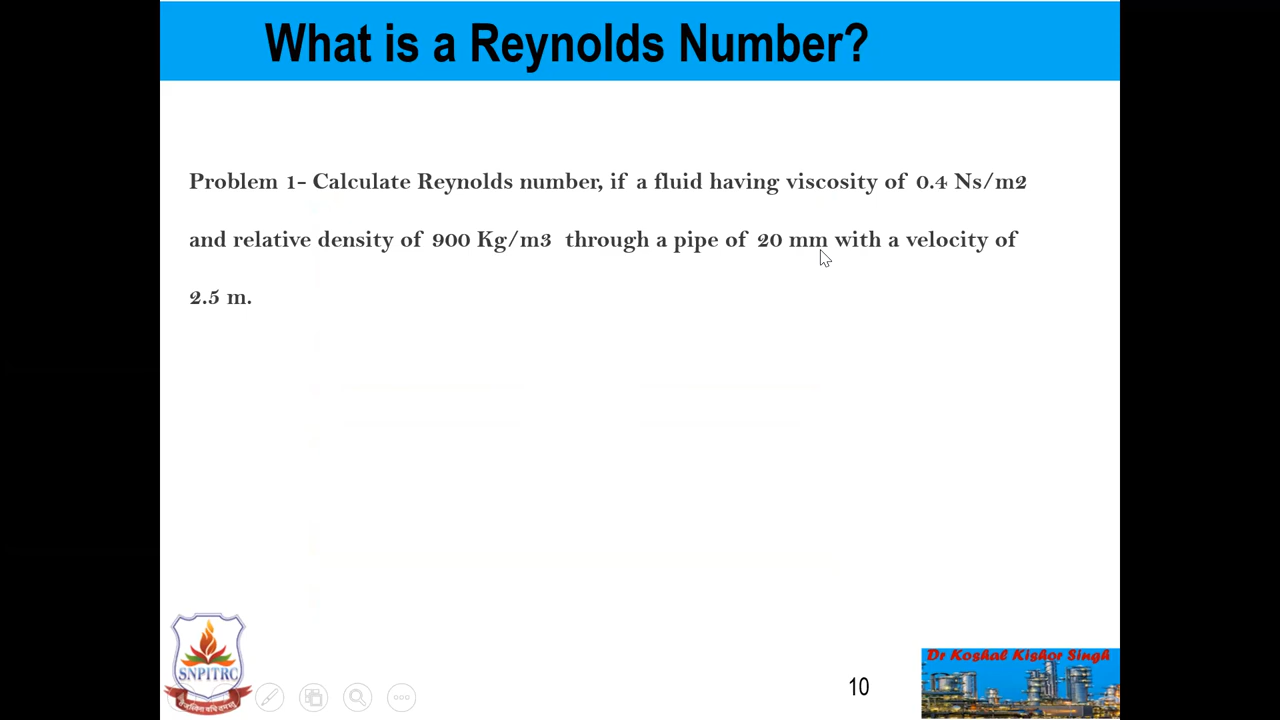 What is a Reynolds Number?
Problem 1- Calculate Reynolds number, if a fluid having viscosity of 0.4 Ns/m2
and relative density of 900 Kg/m3 through a pipe of 20 mm with a velocity of
2.5 m.
SNPITRC
10
Dr Koshal Kishor Singh